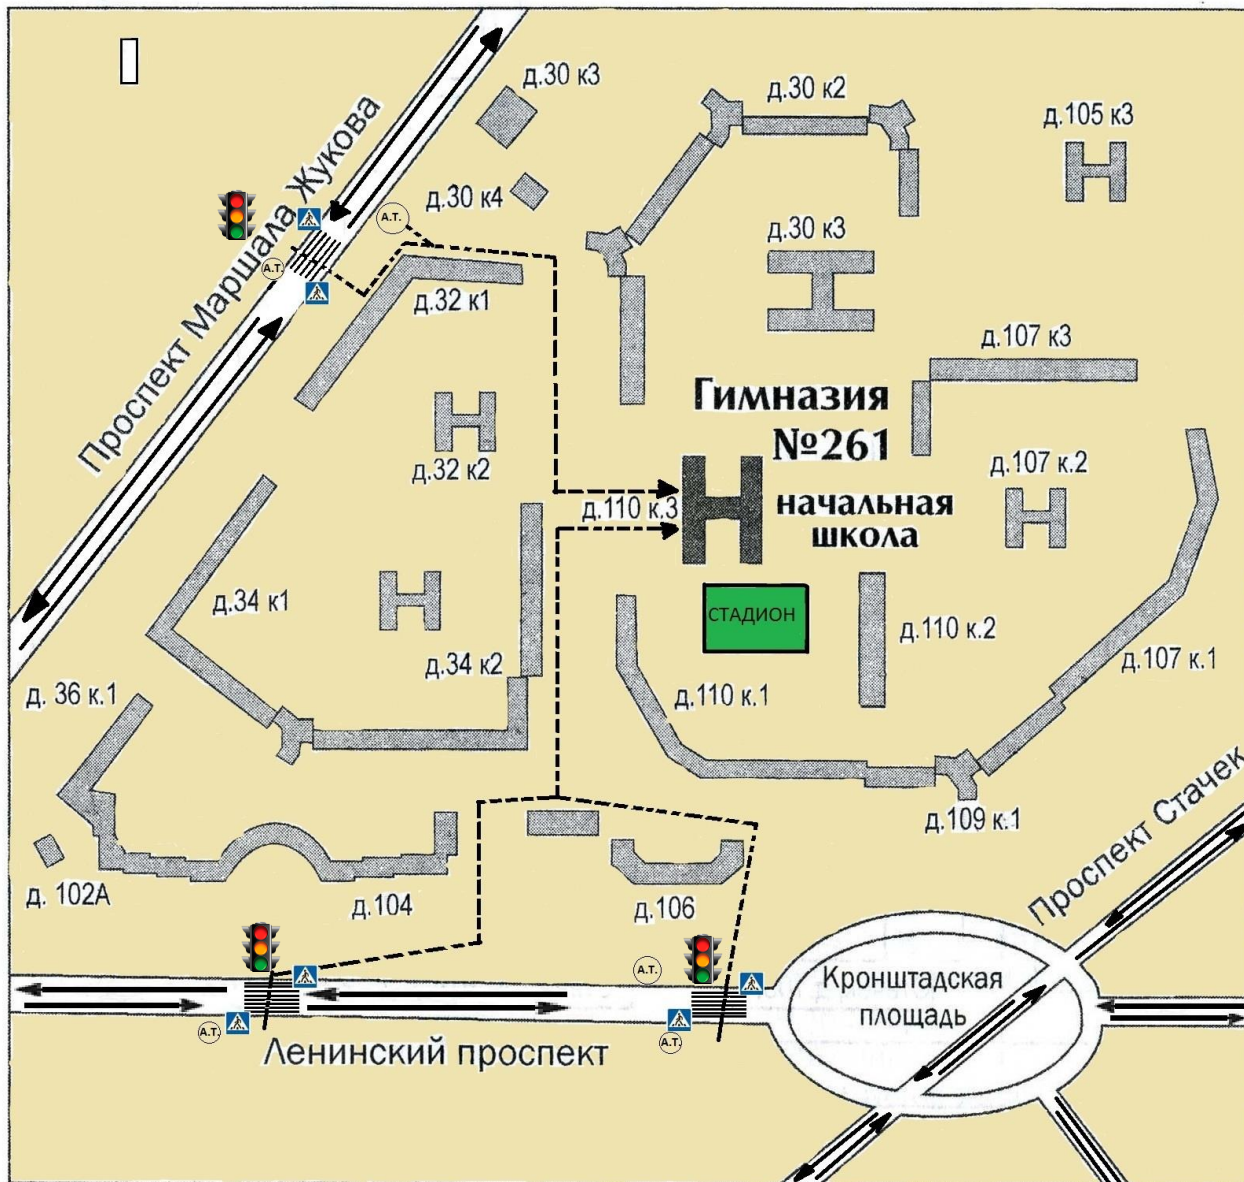 д.30 к3
д.30 к2
д.105 к3
Проспект Маршала Жукова
д.30 к4
А.Т.
д.30 к3
А.Т.
д.32 к1
д.107 к3
Гимназия
№261
д.32 к2
д.107 к.2
д.110 к.3
начальная
школа
д.34 к1
СТАДИОН
д.110 к.2
д.34 к2
д.107 к.1
д. 36 к.1
д.110 к.1
Проспект Стачек
д.109 к.1
д. 102А
д.104
д.106
А.Т.
Кронштадская
площадь
А.Т.
А.Т.
Ленинский проспект